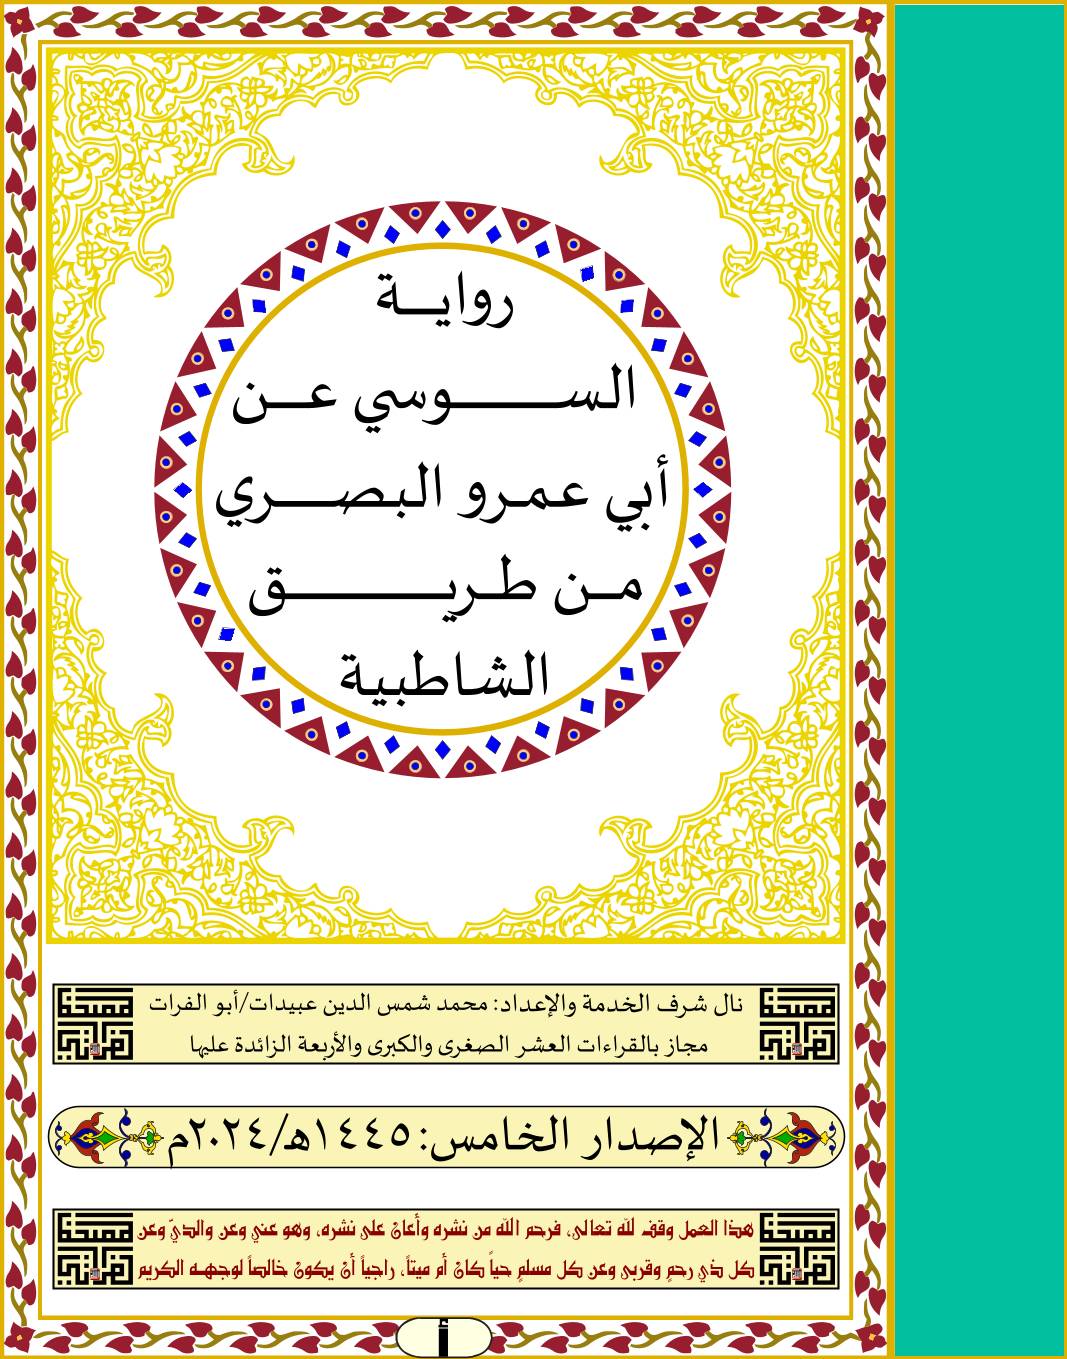 روايــة
الســـــوسي عــن
أبي عمرو البصــــري
مــن طريـــــــــق
الشاطبية
نال شرف الخدمة والإعداد: محمد شمس الدين عبيدات/أبو الفرات
مجاز بالقراءات العشر الصغرى والكبرى والأربعة الزائدة عليها
الإصدار الخامس: ١٤٤٥هـ/٢٠٢٤م
هذا العمل وقف لله تعالى، فرحم الله من نشره وأعان على نشره، وهو عني وعن والديّ وعن
كل ذي رحمٍ وقربى وعن كل مسلمٍ حياً كان أم ميتاً، راجياً أن يكون خالصاً لوجهه الكريم
أ